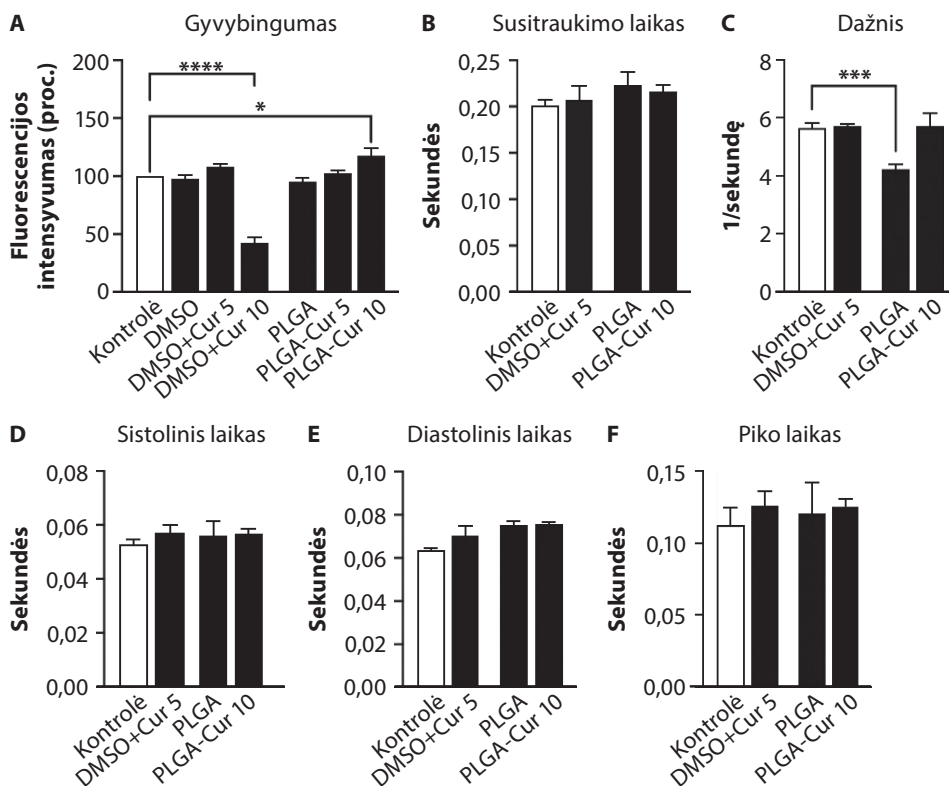 A Gyvybingumas
Fluorescencijos
intensyvumas (proc.)
200
150
100
50
0
****
*
Kontrolė
DMSO
DMSO+Cur 5
DMSO+Cur 10
PLGA
PLGA-Cur 5
PLGA-Cur 10
B Susitraukimo laikas
Sekundės
0,25
0,20
0,15
0,10
0,05
0,00
Kontrolė
DMSO+Cur 5
PLGA
PLGA-Cur 10
C Dažnis
1/sekundę
8
6
4
2
0
***
Kontrolė
DMSO+Cur 5
PLGA
PLGA-Cur 10
D Sistolinis laikas
Sekundės
0,08
0,06
0,04
0,02
0,00
Kontrolė
DMSO+Cur 5
PLGA
PLGA-Cur 10
E Diastolinis laikas
Sekundės
0,10
0,08
0,06
0,04
0,02
0,00
Kontrolė
DMSO+Cur 5
PLGA
PLGA-Cur 10
F Piko laikas
Sekundės
0,15
0,10
0,05
0,00
Kontrolė
DMSO+Cur 5
PLGA
PLGA-Cur 10